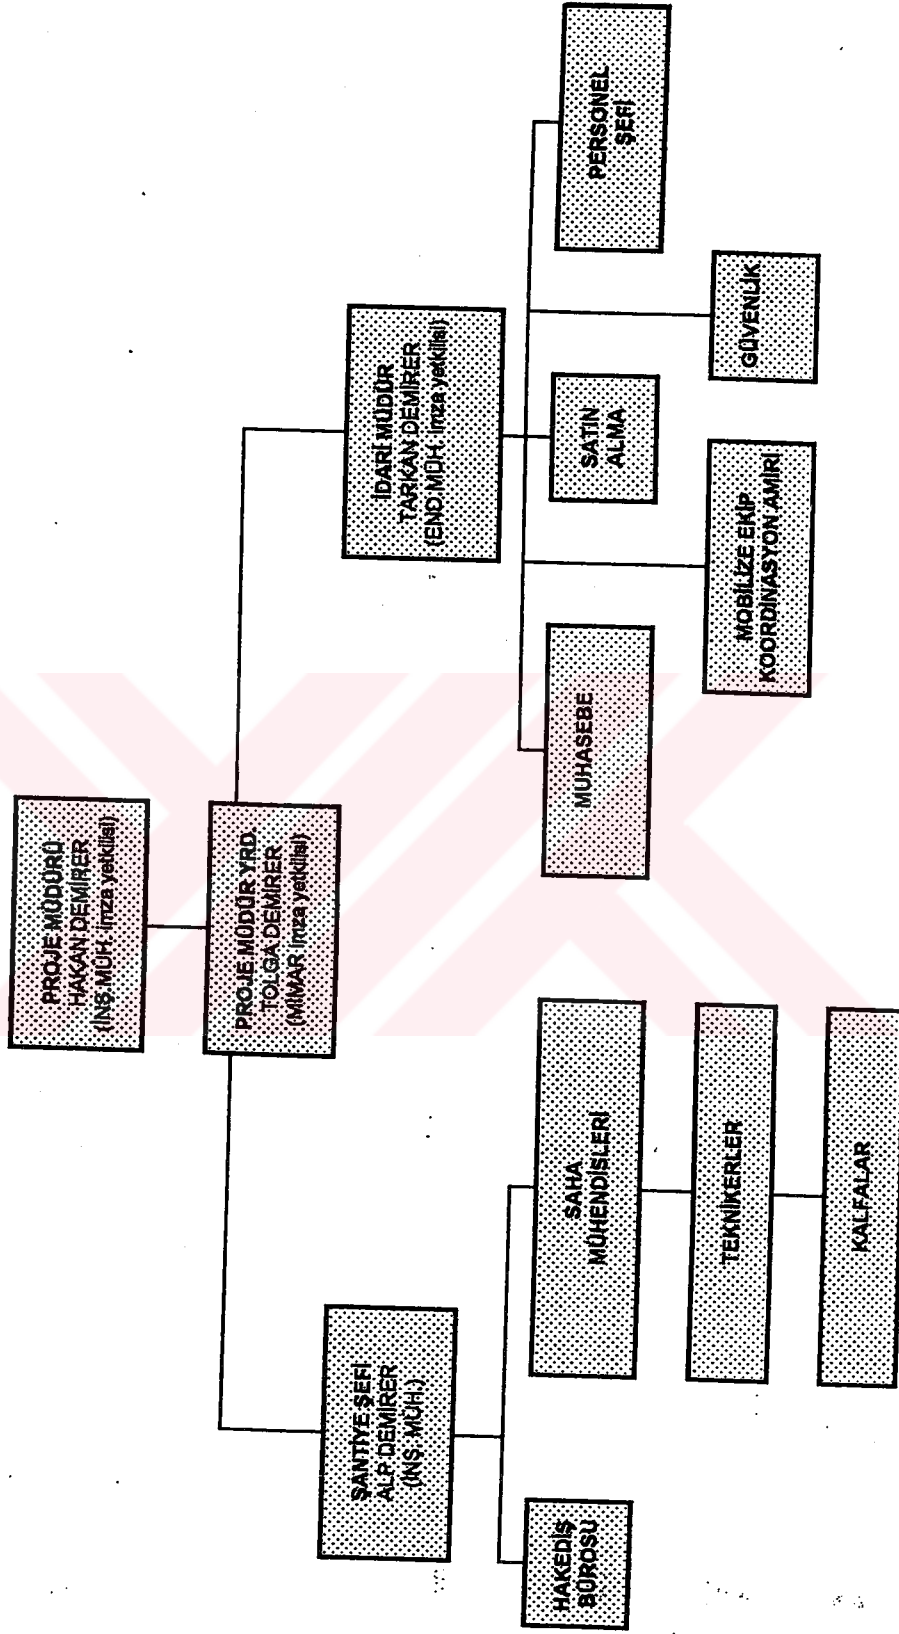 PROJE MÜDÜRÜ
HAKAN DEMİRER
(İNŞ.MÜH. İmza yetkilisi)
PROJE MÜDÜR YRD.
TOLGA DEMİRER
(MİMAR İmza yetkilisi)
ŞANTİYE ŞEFİ
ALP DEMİRER
(İNŞ. MÜH.)
İDARİ MÜDÜR
TARKAN DEMİRER
(END.MÜH. İmza yetkilisi)
HAKEDİŞ
BÜROSU
SAHA
MÜHENDİSLERİ
TEKNİKERLER
KALFALAR
MUHASEBE
SATIN
ALMA
PERSONEL
ŞEFİ
MOBİLİZE EKİP
KOORDİNASYON AMİRİ
GÜVENLİK